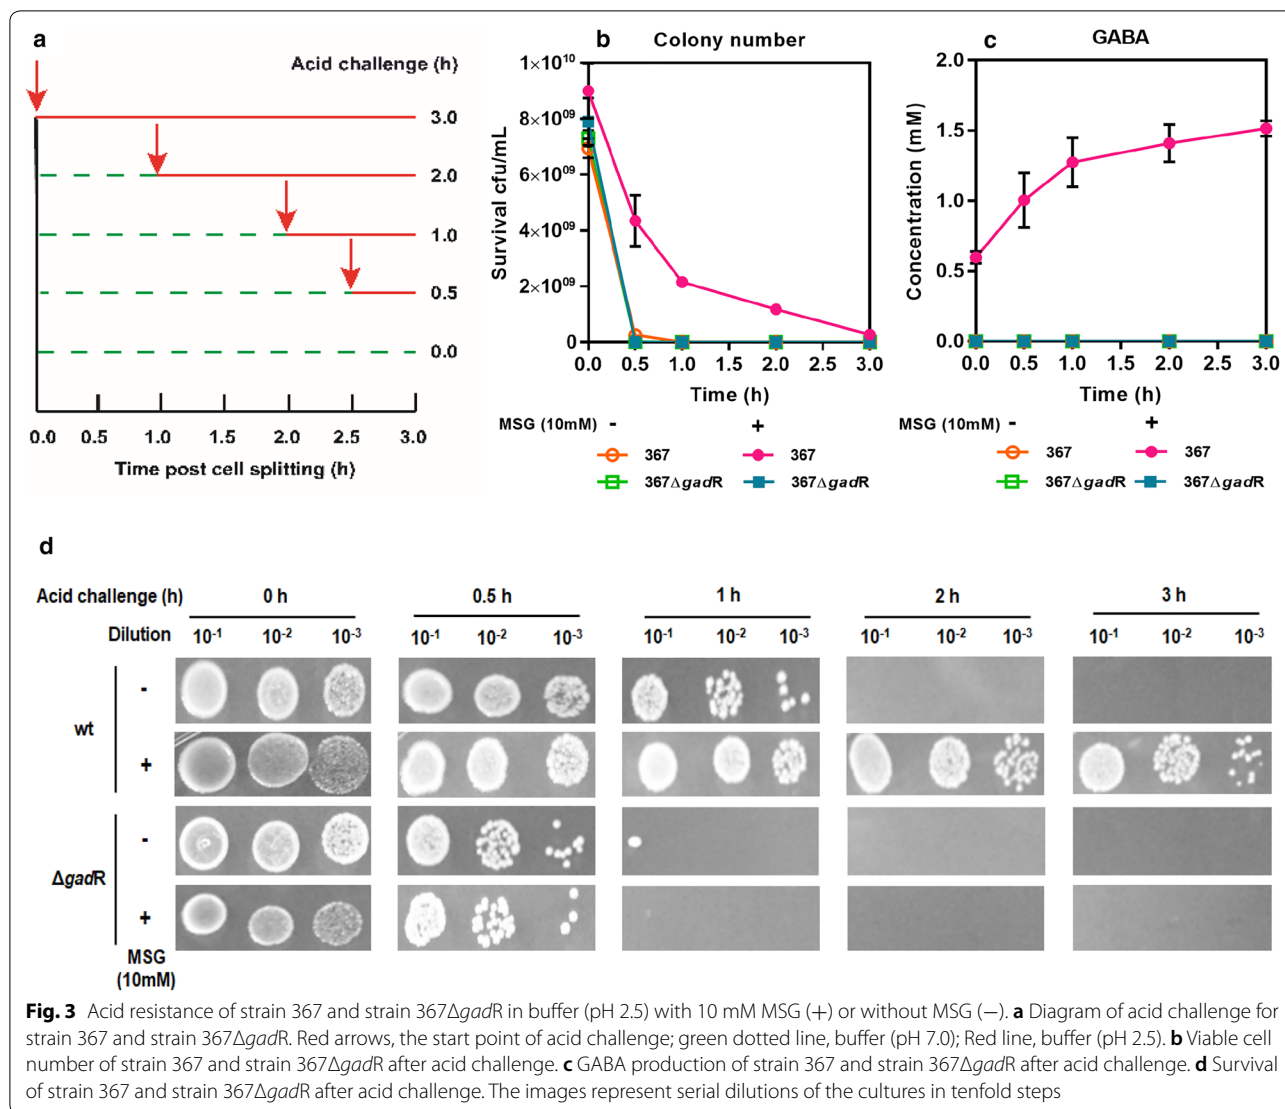 a
Acid challenge (h)
3.0
2.0
1.0
0.5
0.0
0.0 0.5 1.0 1.5 2.0 2.5 3.0
Time post cell splitting (h)
b
Colony number
Survival cfu/mL
1×10¹⁰
8×10⁰⁹
6×10⁰⁹
4×10⁰⁹
2×10⁰⁹
0
0.0 0.5 1.0 1.5 2.0 2.5 3.0
Time (h)
MSG (10mM) - +
367 367
367ΔgadR 367ΔgadR
c
GABA
Concentration (mM)
2.0
1.5
1.0
0.5
0.0
0.0 0.5 1.0 1.5 2.0 2.5 3.0
Time (h)
MSG (10mM) - +
367 367
367ΔgadR 367ΔgadR
d
Acid challenge (h) 0 h 0.5 h 1 h 2 h 3 h
Dilution 10⁻¹ 10⁻² 10⁻³ 10⁻¹ 10⁻² 10⁻³ 10⁻¹ 10⁻² 10⁻³ 10⁻¹ 10⁻² 10⁻³ 10⁻¹ 10⁻² 10⁻³
-
wt
+
-
ΔgadR
+
MSG
(10mM)
Fig. 3 Acid resistance of strain 367 and strain 367ΔgadR in buffer (pH 2.5) with 10 mM MSG (+) or without MSG (−). a Diagram of acid challenge for
strain 367 and strain 367ΔgadR. Red arrows, the start point of acid challenge; green dotted line, buffer (pH 7.0); Red line, buffer (pH 2.5). b Viable cell
number of strain 367 and strain 367ΔgadR after acid challenge. c GABA production of strain 367 and strain 367ΔgadR after acid challenge. d Survival
of strain 367 and strain 367ΔgadR after acid challenge. The images represent serial dilutions of the cultures in tenfold steps